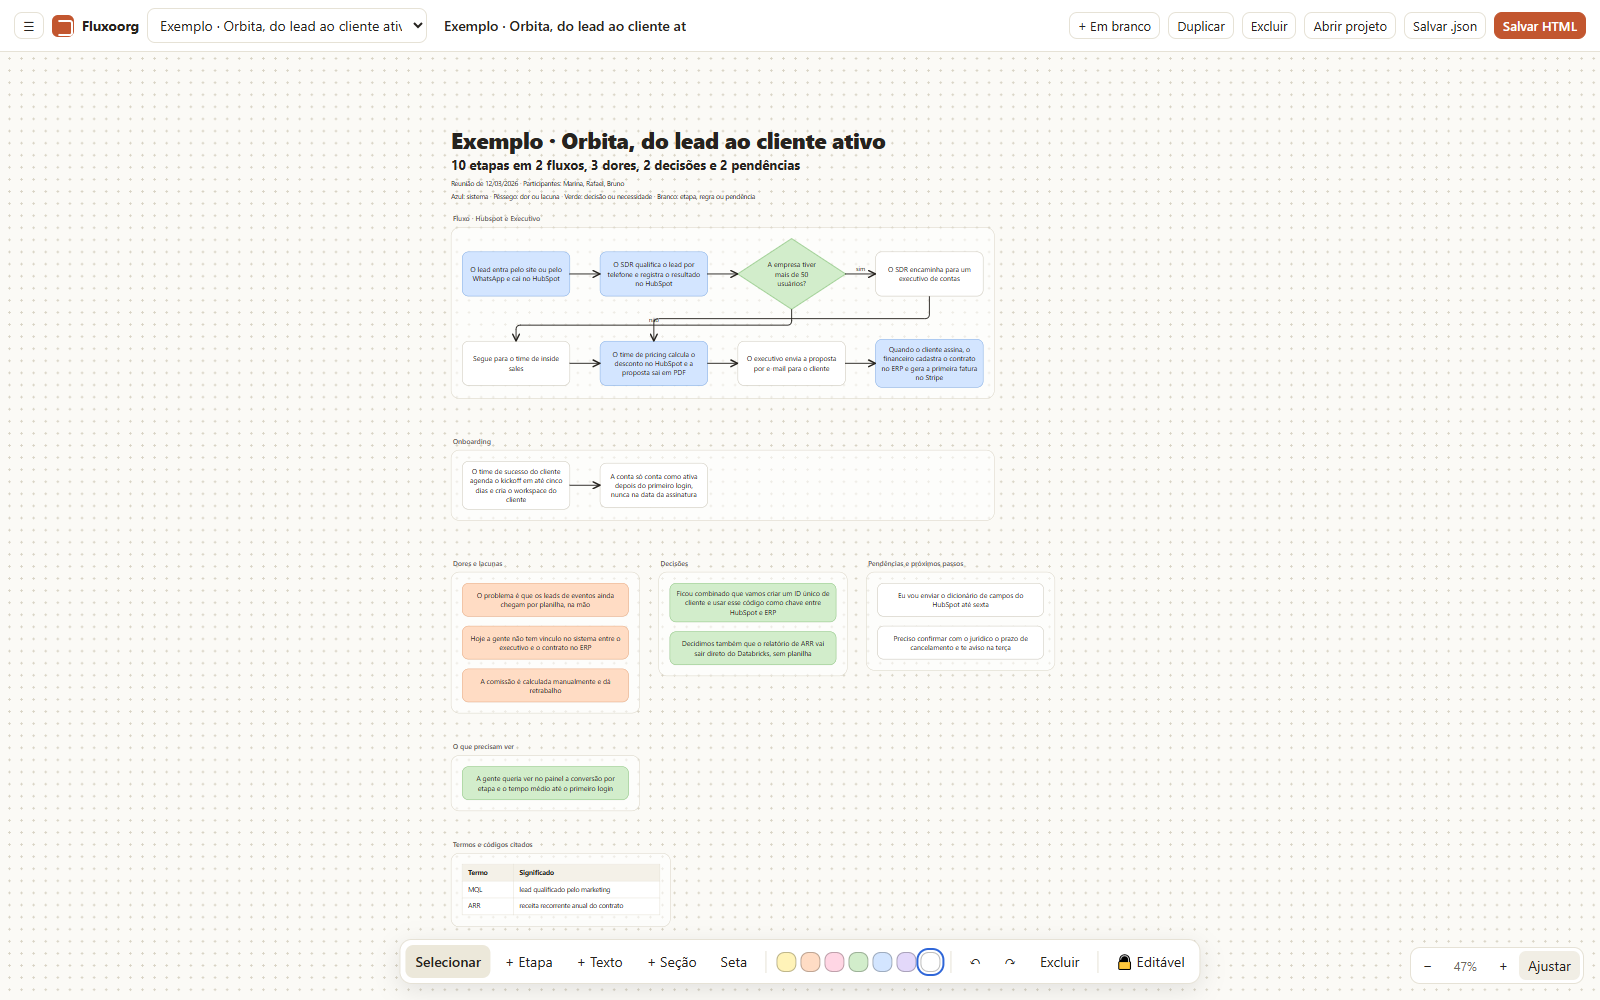 ☰ Fluxoorg Exemplo · Orbita, do lead ao cliente ativ Exemplo · Orbita, do lead ao cliente at + Em branco Duplicar Excluir Abrir projeto Salvar .json Salvar HTML
Exemplo · Orbita, do lead ao cliente ativo
10 etapas em 2 fluxos, 3 dores, 2 decisões e 2 pendências
Reunião de 12/03/2026 · Participantes: Marina, Rafael, Bruno
Azul: sistema · Pêssego: dor ou lacuna · Verde: decisão ou necessidade · Branco: etapa, regra ou pendência
Fluxo · Hubspot e Executivo
O lead entra pelo site ou pelo
WhatsApp e cai no HubSpot
O SDR qualifica o lead por
telefone e registra o resultado
no HubSpot
A empresa tiver
mais de 50
usuários?
sim
O SDR encaminha para um
executivo de contas
não
Segue para o time de inside
sales
O time de pricing calcula o
desconto no HubSpot e a
proposta sai em PDF
O executivo envia a proposta
por e-mail para o cliente
Quando o cliente assina, o
financeiro cadastra o contrato
no ERP e gera a primeira fatura
no Stripe
Onboarding
O time de sucesso do cliente
agenda o kickoff em até cinco
dias e cria o workspace do
cliente
A conta só conta como ativa
depois do primeiro login,
nunca na data da assinatura
Dores e lacunas
O problema é que os leads de eventos ainda
chegam por planilha, na mão
Hoje a gente não tem vínculo no sistema entre o
executivo e o contrato no ERP
A comissão é calculada manualmente e dá
retrabalho
Decisões
Ficou combinado que vamos criar um ID único de
cliente e usar esse código como chave entre
HubSpot e ERP
Decidimos também que o relatório de ARR vai
sair direto do Databricks, sem planilha
Pendências e próximos passos
Eu vou enviar o dicionário de campos do
HubSpot até sexta
Preciso confirmar com o jurídico o prazo de
cancelamento e te aviso na terça
O que precisam ver
A gente queria ver no painel a conversão por
etapa e o tempo médio até o primeiro login
Termos e códigos citados
Termo Significado
MQL lead qualificado pelo marketing
ARR receita recorrente anual do contrato
Selecionar + Etapa + Texto + Seção Seta Excluir Editável
− 47% + Ajustar